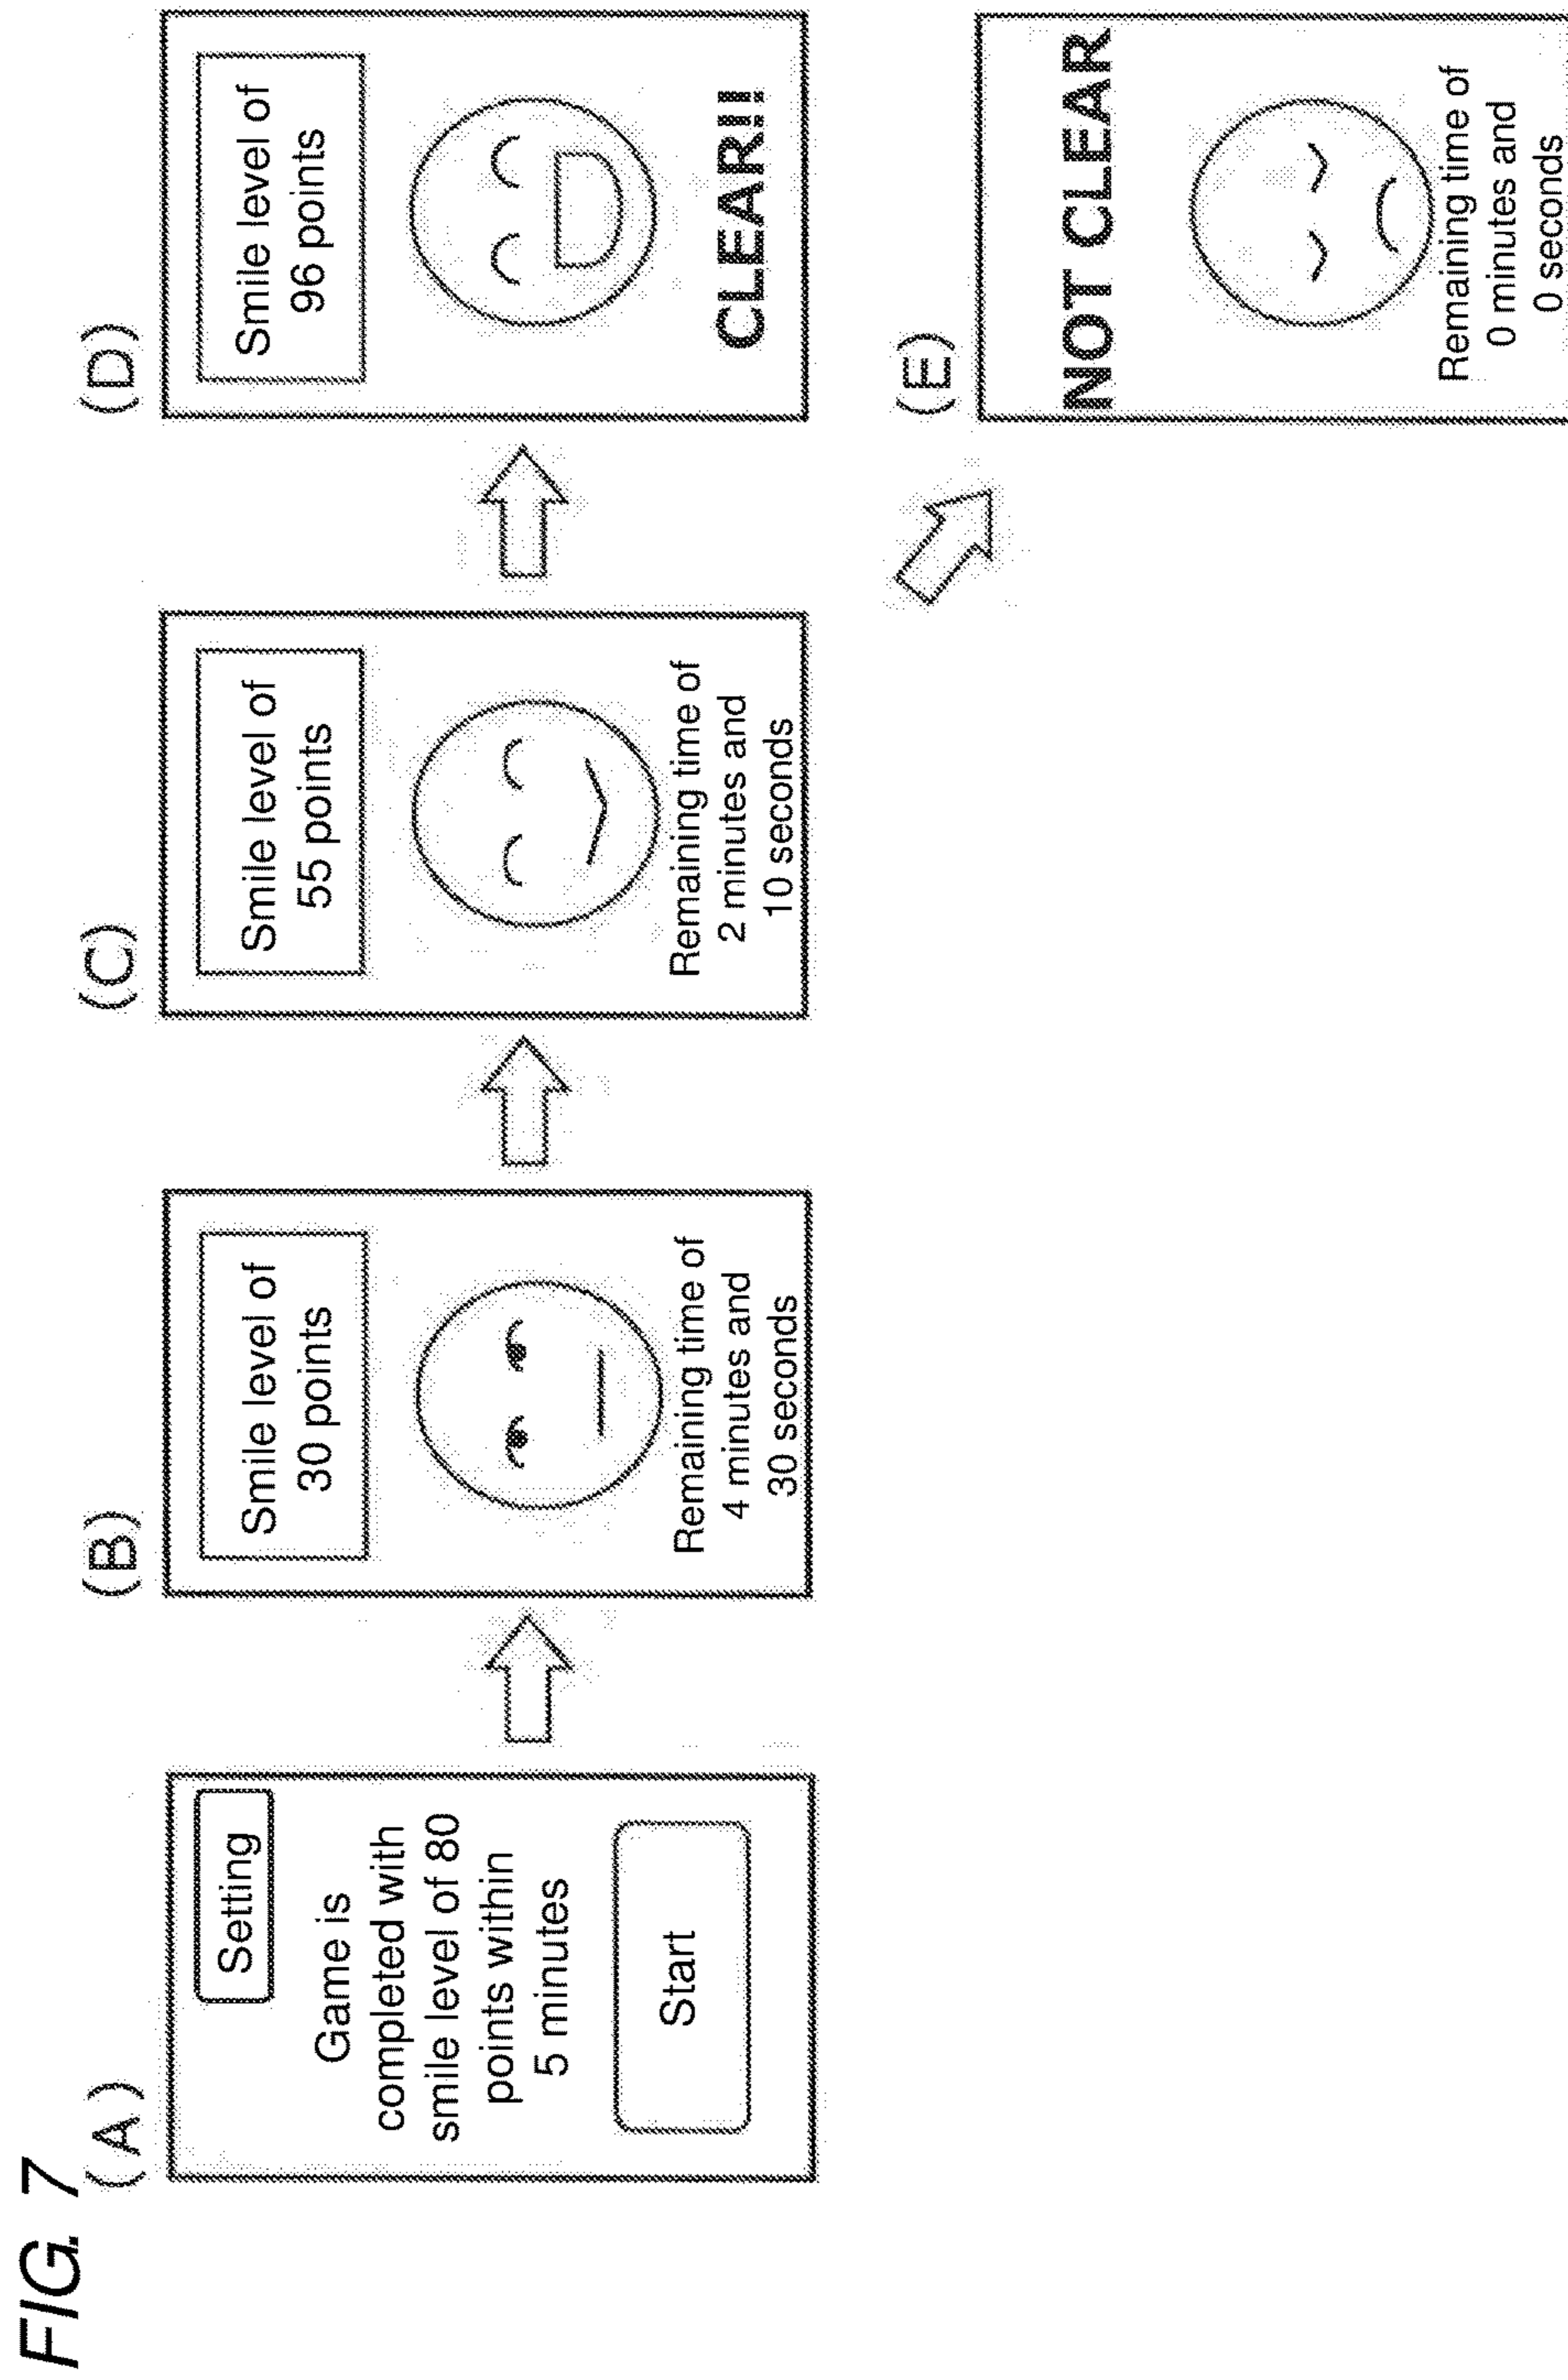 FIG. 7
(A)
Setting
Game is
completed with
smile level of 80
points within
5 minutes
Start
(B)
Smile level of
30 points
Remaining time of
4 minutes and
30 seconds
(C)
Smile level of
55 points
Remaining time of
2 minutes and
10 seconds
(D)
Smile level of
96 points
CLEAR!!
(E)
NOT CLEAR
Remaining time of
0 minutes and
0 seconds